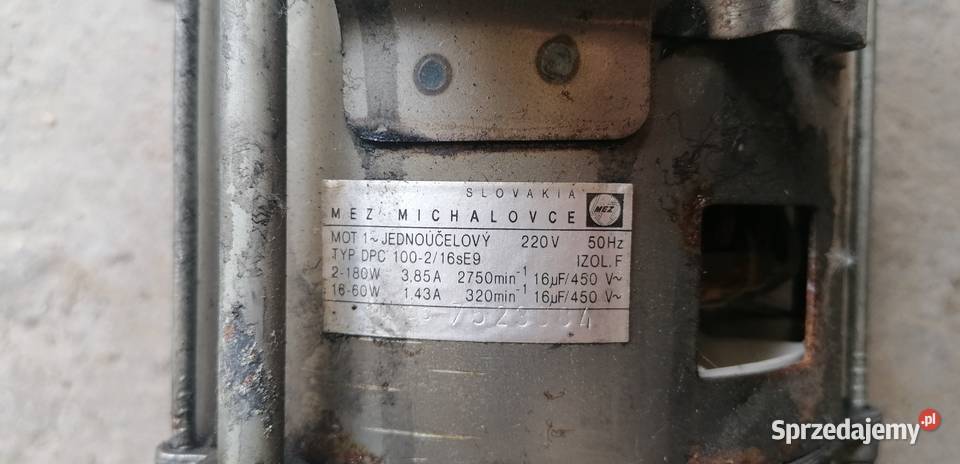 SLOVAKIA
MEZ MICHALOVCE MEZ
MOT 1~JEDNOÚČELOVÝ 220V 50Hz
TYP DPC 100-2/16sE9 IZOL.F
2-180W 3,85A 2750min⁻¹ 16µF/450 V~
16-60W 1,43A 320min⁻¹ 16µF/450 V~
Sprzedajemy.pl